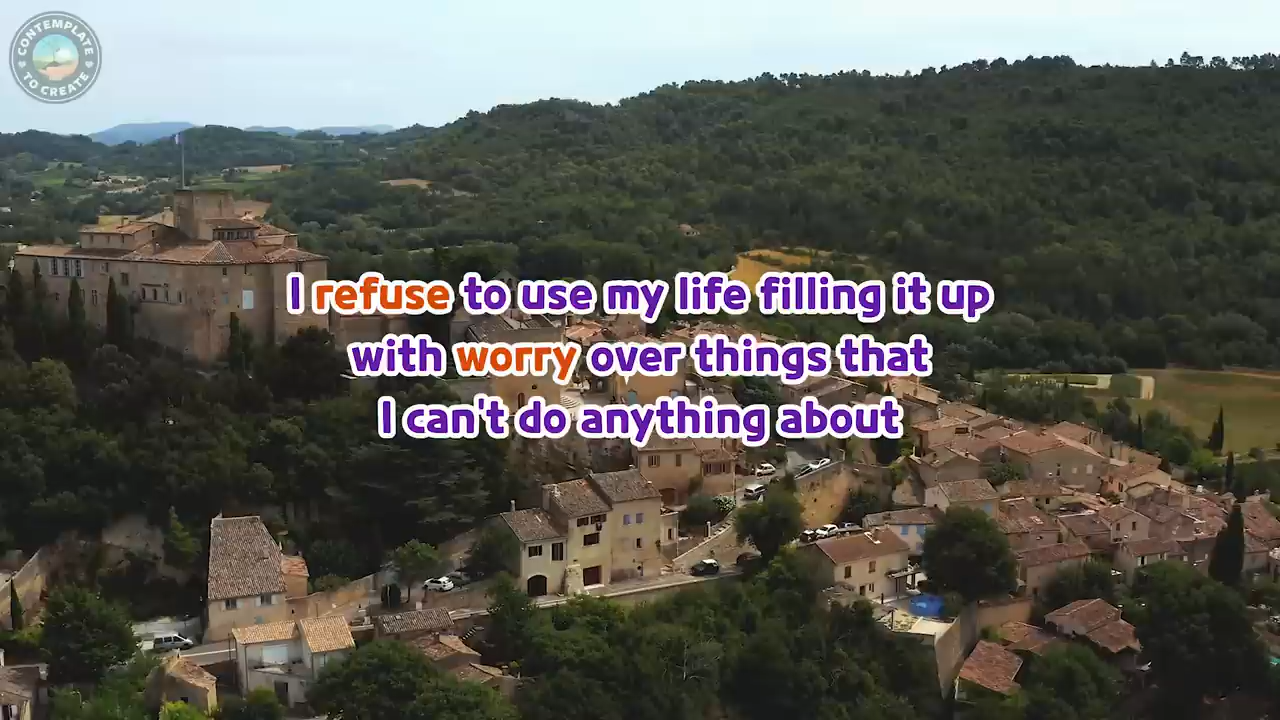 CONTEMPLATE
TO CREATE
I refuse to use my life filling it up
with worry over things that
I can't do anything about